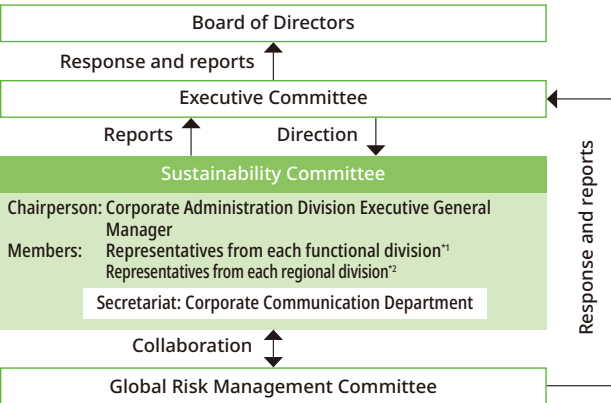 Board of Directors
Response and reports
Executive Committee
Reports
Direction
Sustainability Committee
Chairperson: Corporate Administration Division Executive General
Manager
Members: Representatives from each functional division*1
Representatives from each regional division*2
Secretariat: Corporate Communication Department
Collaboration
Global Risk Management Committee
Response and reports